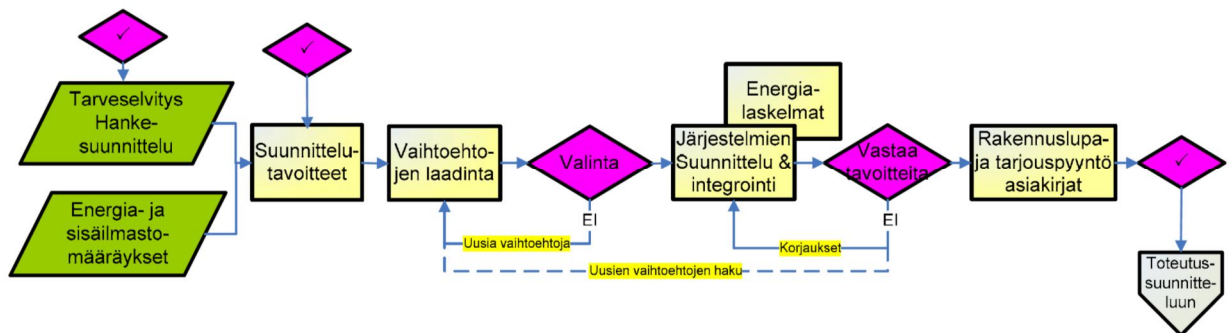 ✓
✓
Tarveselvitys
Hanke-
suunnittelu
Energia- ja
sisäilmasto-
määräykset
Suunnittelu-
tavoitteet
Vaihtoehto-
jen laadinta
Valinta
EI
Uusia vaihtoehtoja
Energia-
laskelmat
Järjestelmien
Suunnittelu &
integrointi
Vastaa
tavoitteita
EI
Korjaukset
Uusien vaihtoehtojen haku
Rakennuslupa-
ja tarjouspyyntö
asiakirjat
✓
Toteutus-
suunnitte-
luun